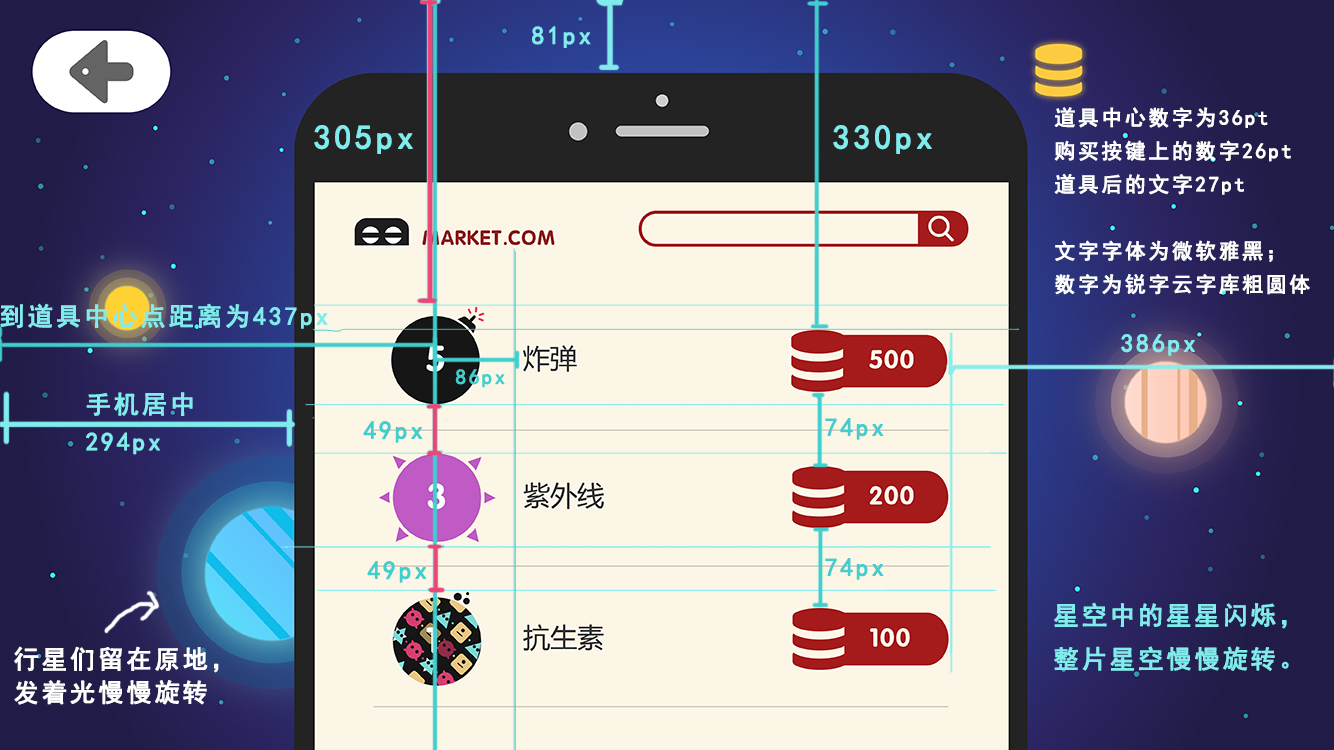 81px
305px
330px
道具中心数字为36pt
购买按键上的数字26pt
道具后的文字27pt
MARKET.COM
文字字体为微软雅黑；
数字为锐字云字库粗圆体
到道具中心点距离为437px
386px
5
86px
炸弹
500
手机居中
294px
49px
74px
3
紫外线
200
49px
74px
抗生素
100
星空中的星星闪烁，
整片星空慢慢旋转。
行星们留在原地，
发着光慢慢旋转